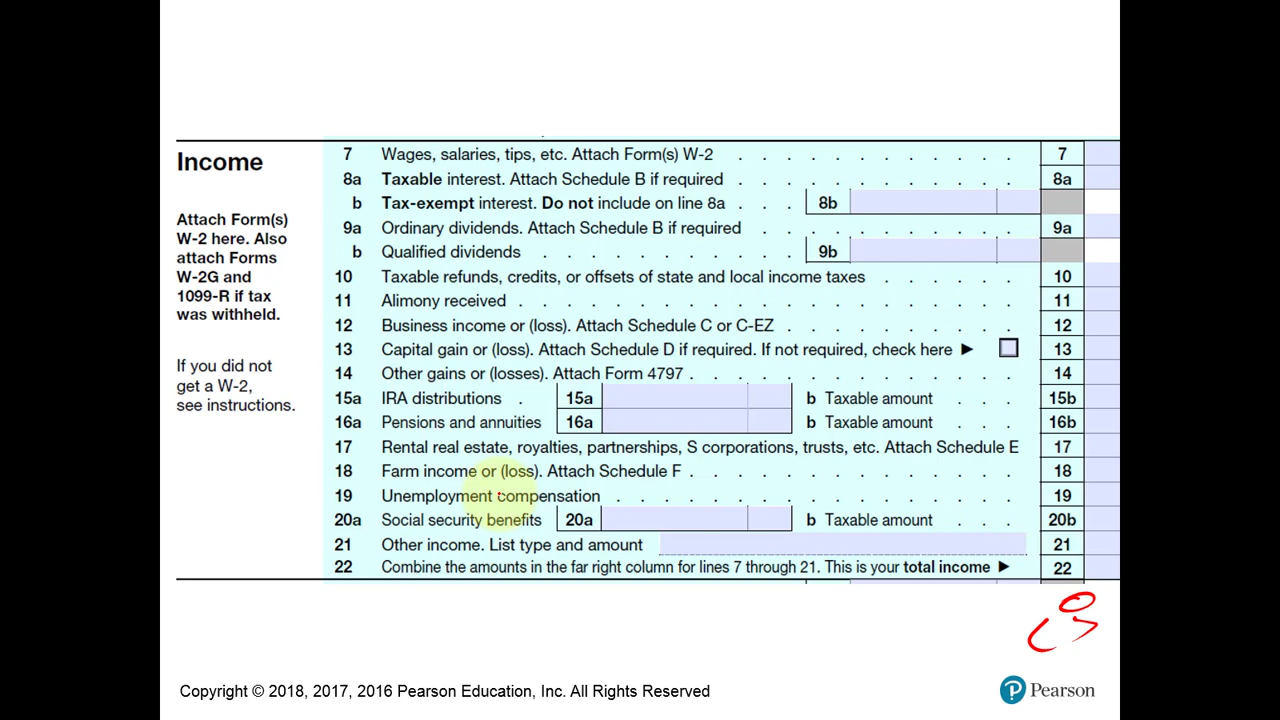 Income
Attach Form(s)
W-2 here. Also
attach Forms
W-2G and
1099-R if tax
was withheld.
If you did not
get a W-2,
see instructions.
7 Wages, salaries, tips, etc. Attach Form(s) W-2 . . . . . . . . . . . . 7
8a Taxable interest. Attach Schedule B if required . . . . . . . . . . . . 8a
b Tax-exempt interest. Do not include on line 8a . . . 8b
9a Ordinary dividends. Attach Schedule B if required . . . . . . . . . . . 9a
b Qualified dividends . . . . . . . . . . . 9b
10 Taxable refunds, credits, or offsets of state and local income taxes . . . . . . 10
11 Alimony received . . . . . . . . . . . . . . . . . . . . . 11
12 Business income or (loss). Attach Schedule C or C-EZ . . . . . . . . . . 12
13 Capital gain or (loss). Attach Schedule D if required. If not required, check here ► 13
14 Other gains or (losses). Attach Form 4797 . . . . . . . . . . . . . . 14
15a IRA distributions . 15a b Taxable amount . . . 15b
16a Pensions and annuities 16a b Taxable amount . . . 16b
17 Rental real estate, royalties, partnerships, S corporations, trusts, etc. Attach Schedule E 17
18 Farm income or (loss). Attach Schedule F . . . . . . . . . . . . . . 18
19 Unemployment compensation . . . . . . . . . . . . . . . . . 19
20a Social security benefits 20a b Taxable amount . . . 20b
21 Other income. List type and amount 21
22 Combine the amounts in the far right column for lines 7 through 21. This is your total income ► 22
Copyright © 2018, 2017, 2016 Pearson Education, Inc. All Rights Reserved
P Pearson